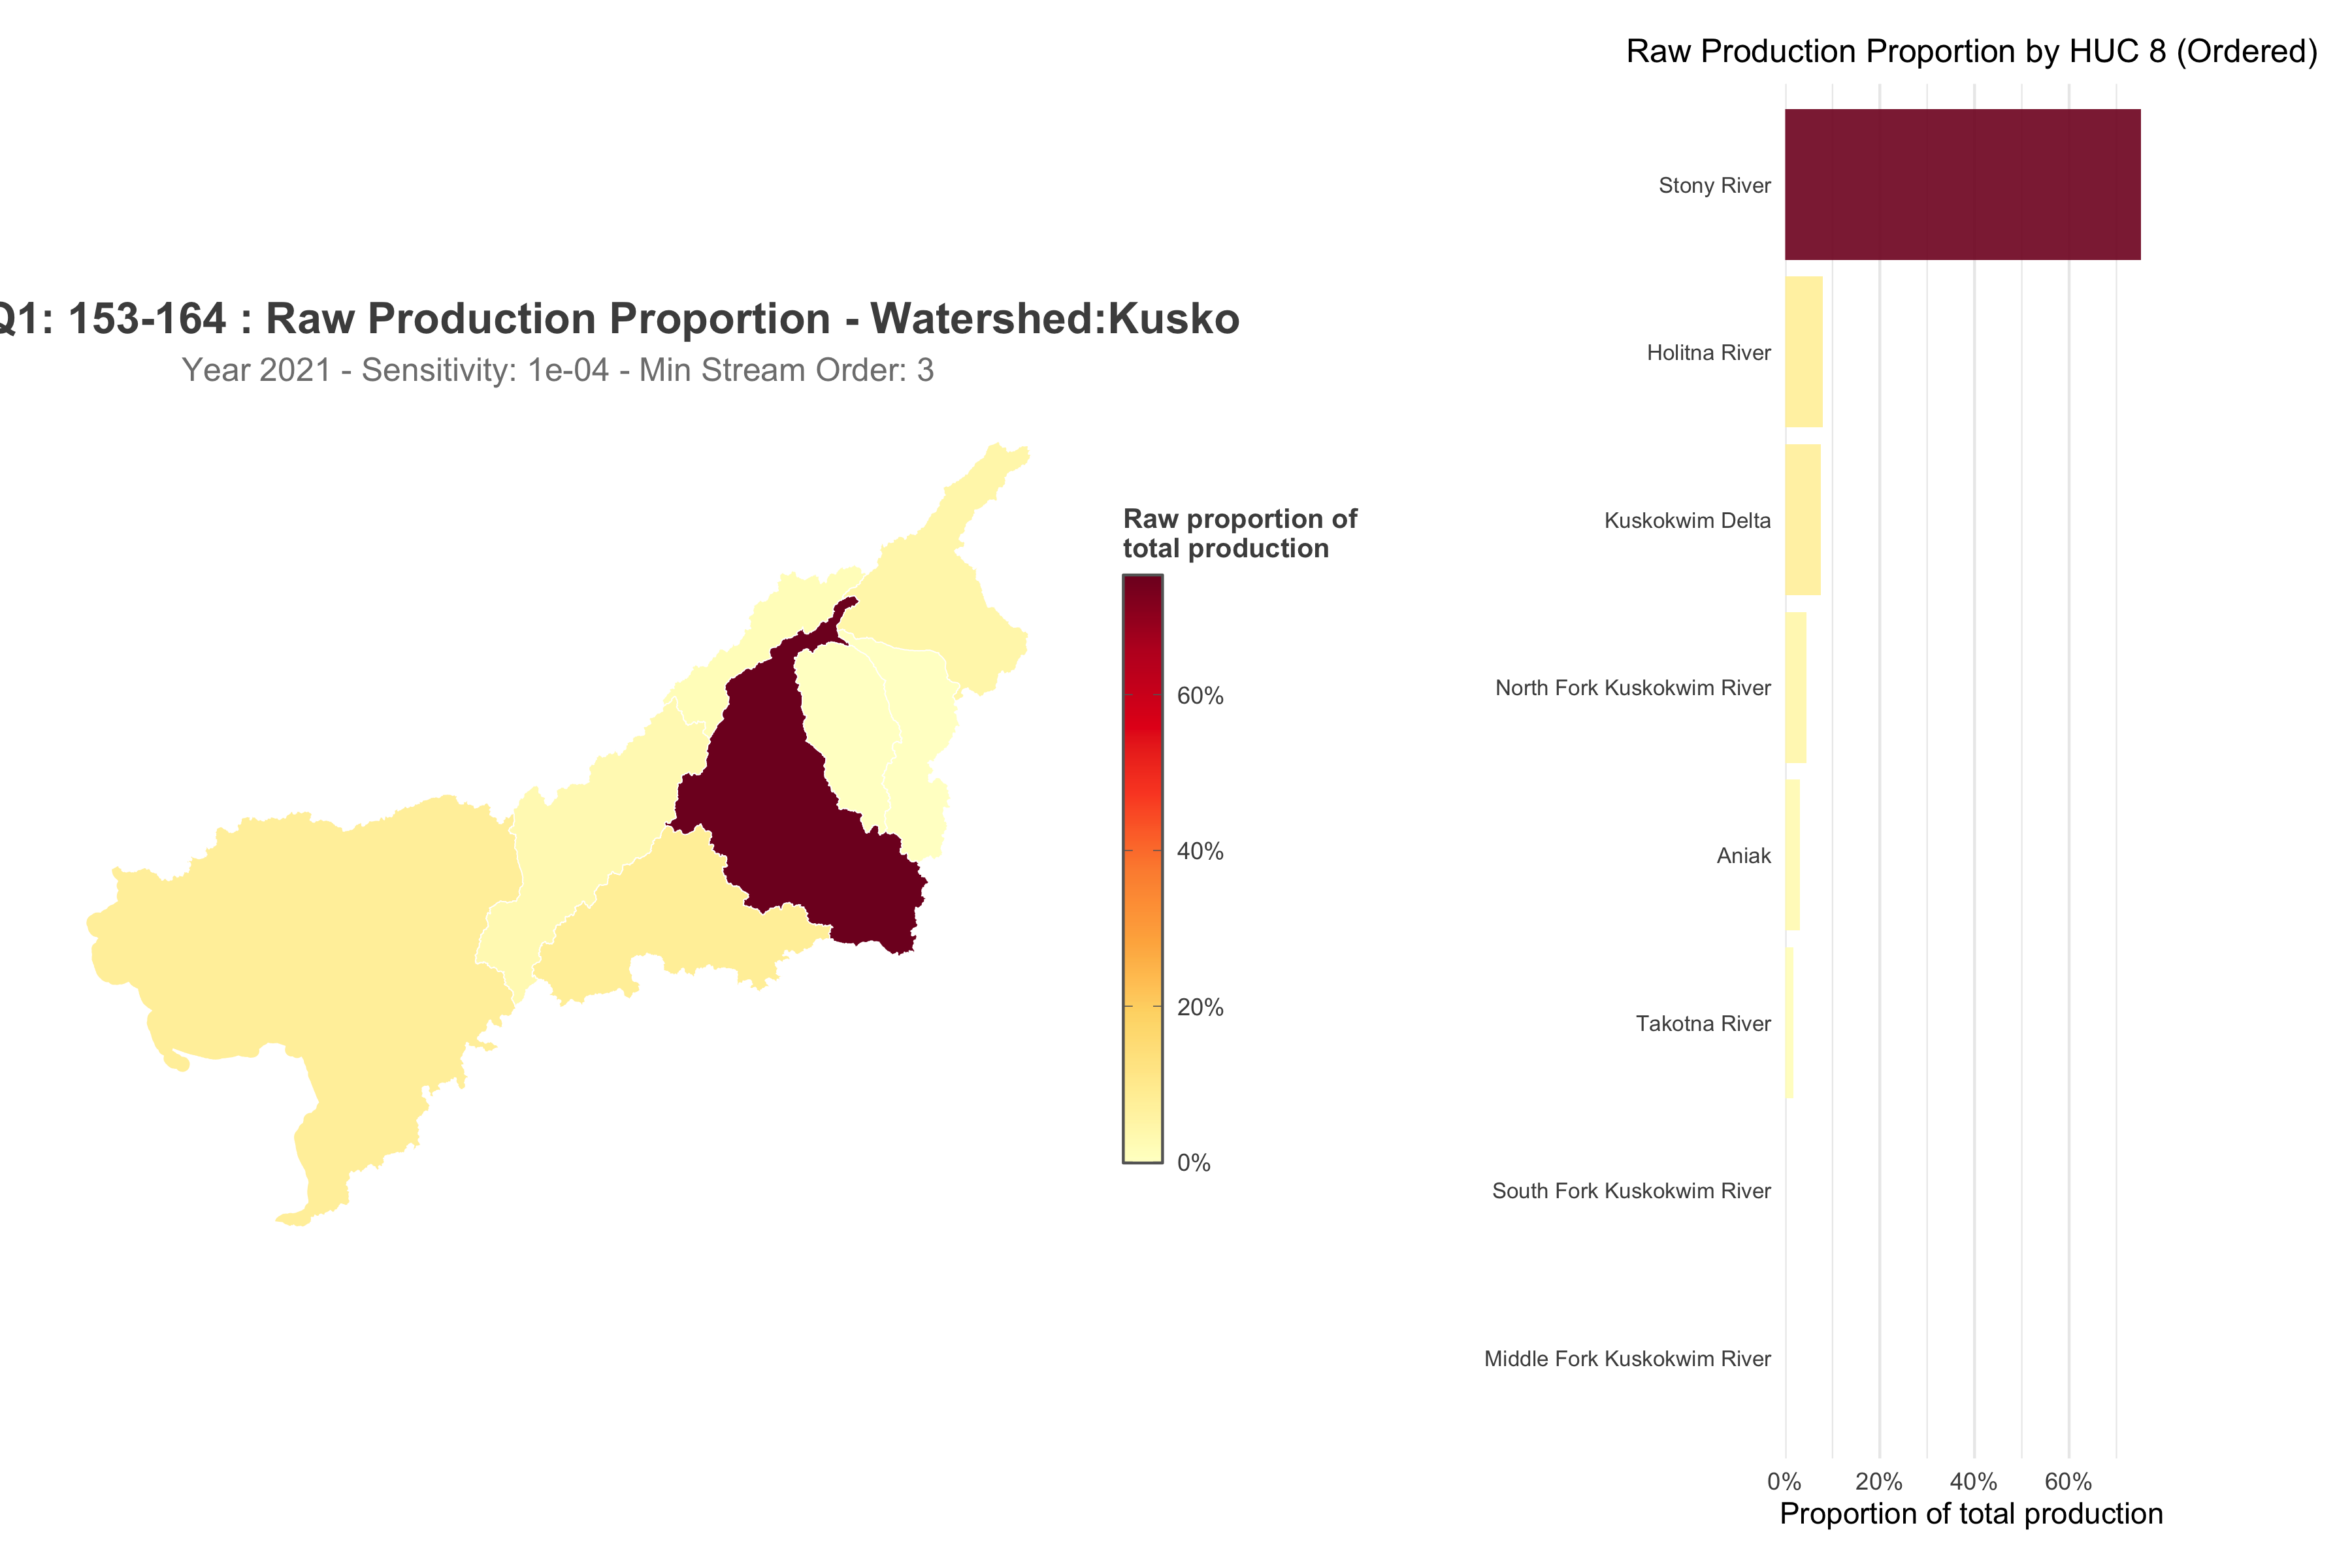 Q1: 153-164 : Raw Production Proportion - Watershed:Kusko
Year 2021 - Sensitivity: 1e-04 - Min Stream Order: 3
Raw proportion of
total production
60%
40%
20%
0%
Raw Production Proportion by HUC 8 (Ordered)
Stony River
Holitna River
Kuskokwim Delta
North Fork Kuskokwim River
Aniak
Takotna River
South Fork Kuskokwim River
Middle Fork Kuskokwim River
0% 20% 40% 60%
Proportion of total production